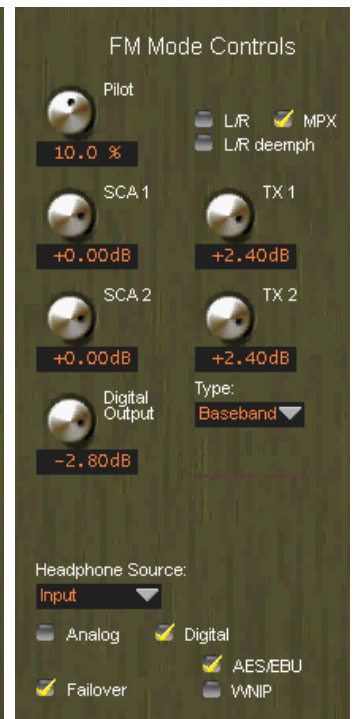 FM Mode Controls
Pilot
10.0 %
L/R MPX
L/R deemph
SCA 1
+0.00dB
TX 1
+2.40dB
SCA 2
+0.00dB
TX 2
+2.40dB
Digital
Output
-2.80dB
Type:
Baseband
Headphone Source:
Input
Analog Digital
AES/EBU
Failover WNIP